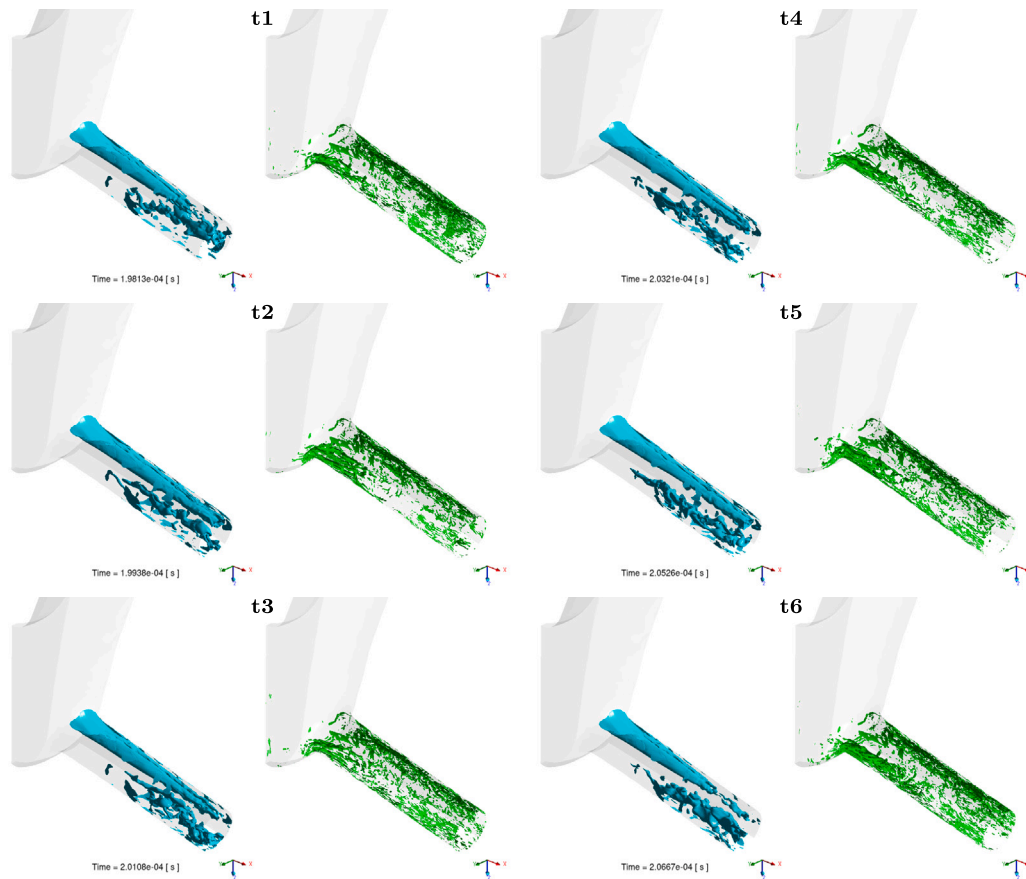 t1
t4
Time = 1.9813e-04 [ s ]
Time = 2.0321e-04 [ s ]
t2
t5
Time = 1.9938e-04 [ s ]
Time = 2.0526e-04 [ s ]
t3
t6
Time = 2.0108e-04 [ s ]
Time = 2.0667e-04 [ s ]